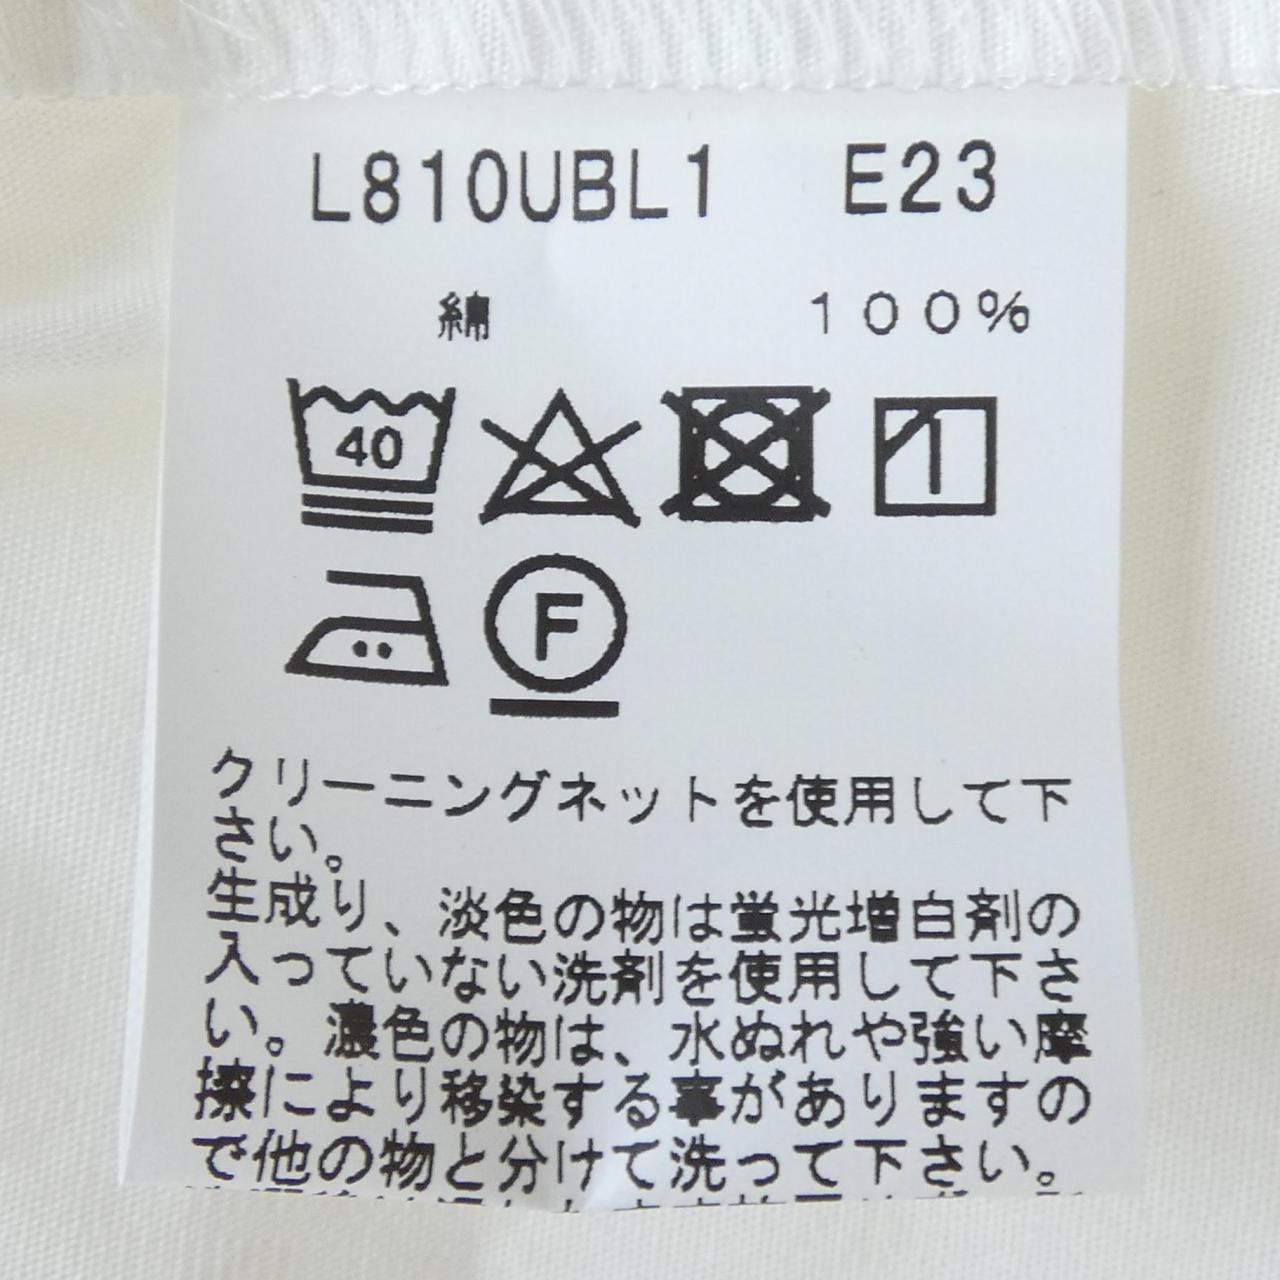 L810UBL1 E23
綿 100%
40
F
クリーニングネットを使用して下
さい。
生成り、淡色の物は蛍光増白剤の
入っていない洗剤を使用して下さ
い。濃色の物は、水ぬれや強い摩
擦により移染する事がありますの
で他の物と分けて洗って下さい。